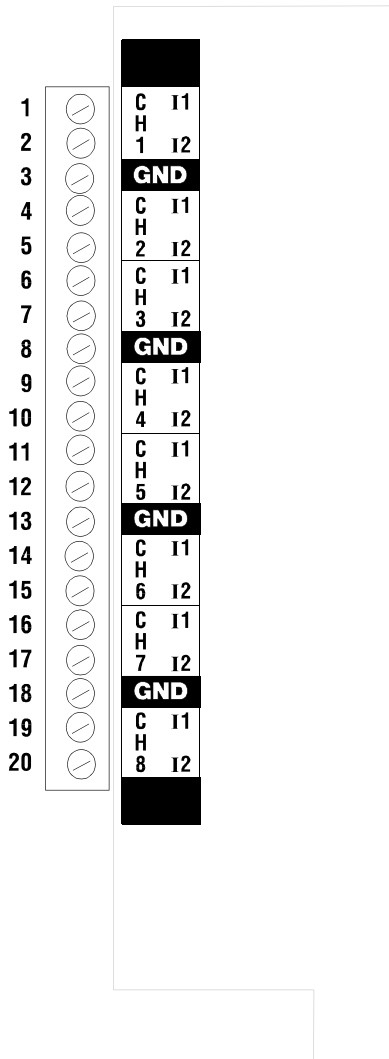 1 C I1
H
2 1 I2
3 GND
4 C I1
H
5 2 I2
6 C I1
H
7 3 I2
8 GND
9 C I1
H
10 4 I2
11 C I1
H
12 5 I2
13 GND
14 C I1
H
15 6 I2
16 C I1
H
17 7 I2
18 GND
19 C I1
H
20 8 I2